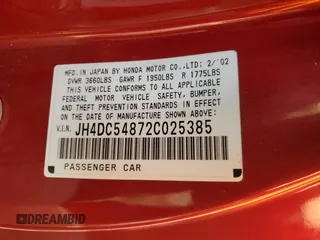 MFD.IN JAPAN BY HONDA MOTOR CO.,LTD. 2/'02
GVWR 3660LBS GAWR F 1950LBS R 1775LBS
THIS VEHICLE CONFORMS TO ALL APPLICABLE
FEDERAL MOTOR VEHICLE SAFETY, BUMPER,
AND THEFT PREVENTION STANDARDS IN EFFECT
ON THE DATE OF MANUFACTURE SHOWN ABOVE.
V.I.N. JH4DC54872C025385
PASSENGER CAR
DREAMBID